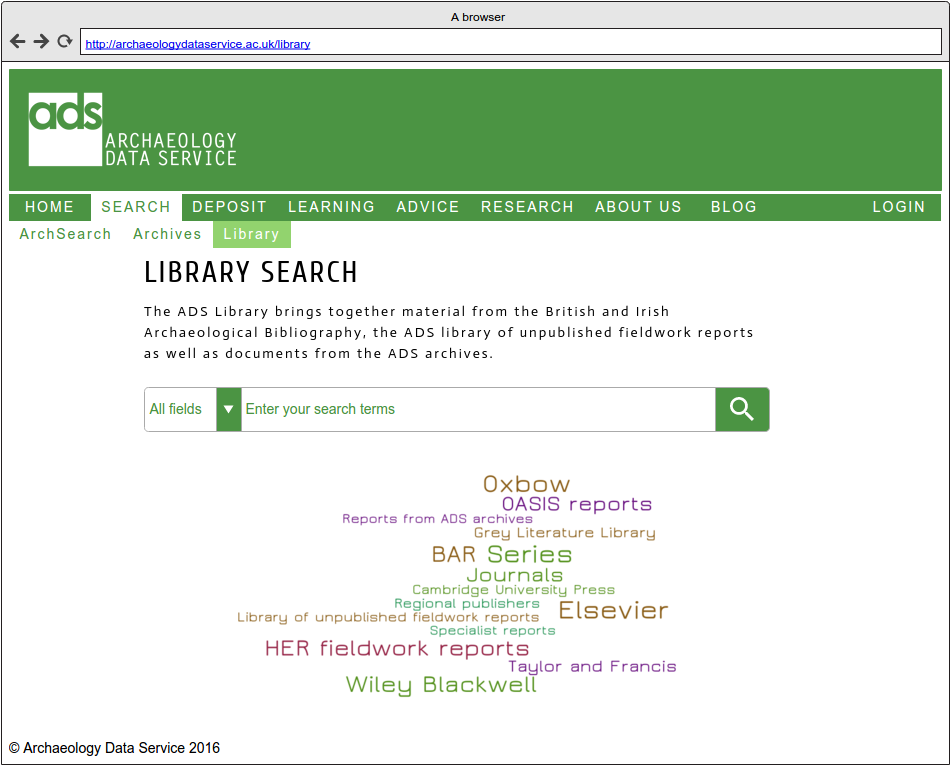 A browser
http://archaeologydataservice.ac.uk/library
ads
ARCHAEOLOGY
DATA SERVICE
HOME SEARCH DEPOSIT LEARNING ADVICE RESEARCH ABOUT US BLOG LOGIN
ArchSearch Archives Library
LIBRARY SEARCH
The ADS Library brings together material from the British and Irish
Archaeological Bibliography, the ADS library of unpublished fieldwork reports
as well as documents from the ADS archives.
All fields Enter your search terms
Oxbow
OASIS reports
Reports from ADS archives
Grey Literature Library
BAR Series
Journals
Cambridge University Press
Regional publishers
Elsevier
Library of unpublished fieldwork reports
Specialist reports
HER fieldwork reports
Taylor and Francis
Wiley Blackwell
© Archaeology Data Service 2016